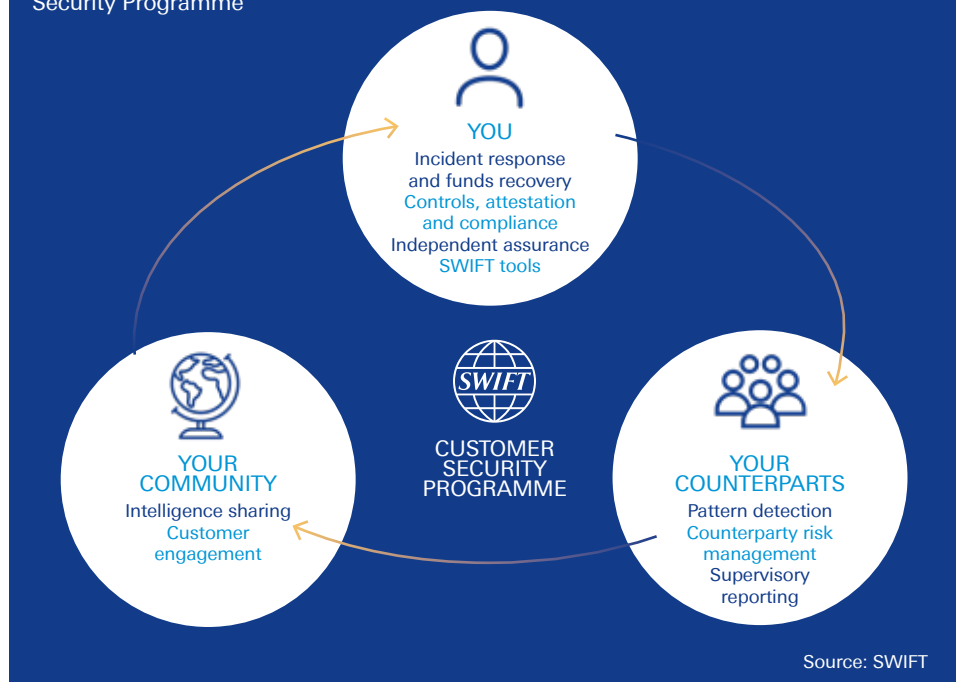 Security Programme
YOU
Incident response
and funds recovery
Controls, attestation
and compliance
Independent assurance
SWIFT tools
SWIFT
CUSTOMER
SECURITY
PROGRAMME
YOUR
COMMUNITY
Intelligence sharing
Customer
engagement
YOUR
COUNTERPARTS
Pattern detection
Counterparty risk
management
Supervisory
reporting
Source: SWIFT